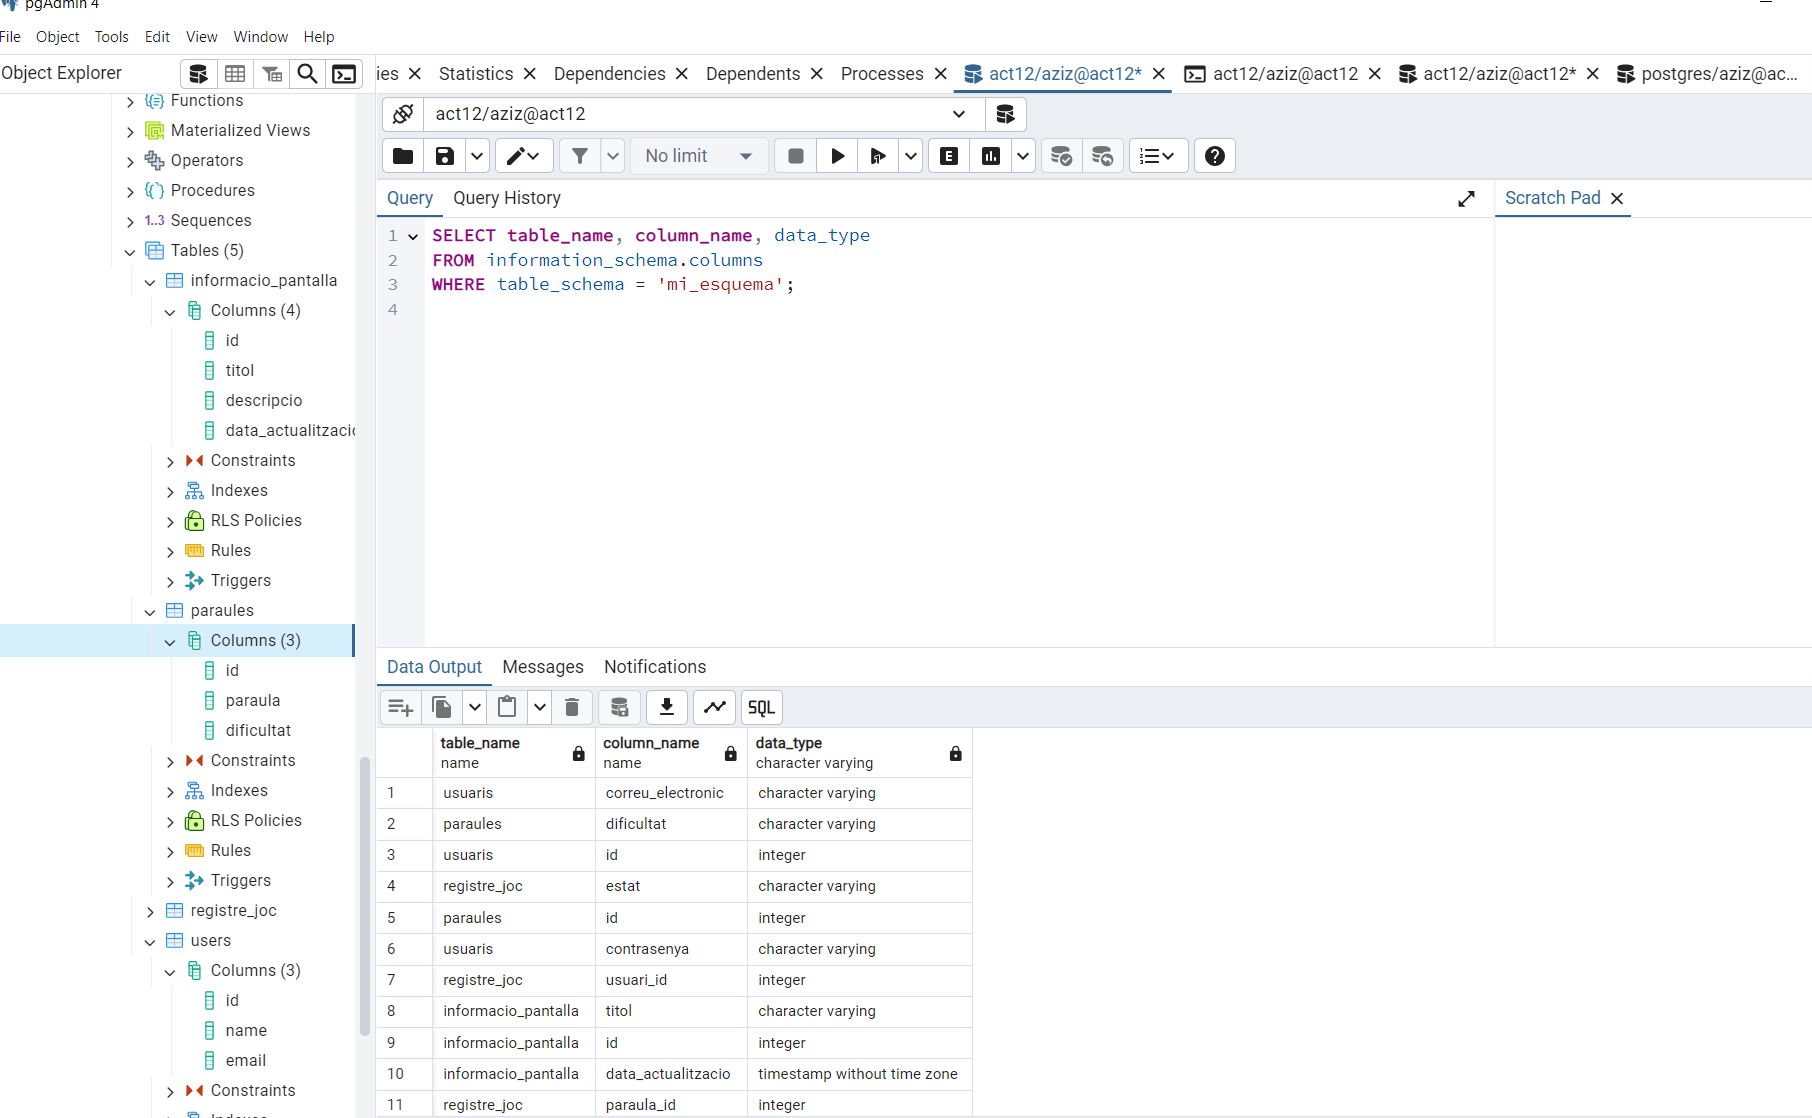 pgAdmin 4
File Object Tools Edit View Window Help
Object Explorer
Functions
Materialized Views
Operators
Procedures
1..3 Sequences
Tables (5)
informacio_pantalla
Columns (4)
id
titol
descripcio
data_actualitzacio
Constraints
Indexes
RLS Policies
Rules
Triggers
paraules
Columns (3)
id
paraula
dificultat
Constraints
Indexes
RLS Policies
Rules
Triggers
registre_joc
users
Columns (3)
id
name
email
Constraints
Indexes
ies Statistics Dependencies Dependents Processes act12/aziz@act12* act12/aziz@act12 act12/aziz@act12* postgres/aziz@ac...
act12/aziz@act12
No limit
E
Query Query History
Scratch Pad
1 SELECT table_name, column_name, data_type
2 FROM information_schema.columns
3 WHERE table_schema = 'mi_esquema';
4
Data Output Messages Notifications
SQL
table_name column_name data_type
name name character varying
1 usuaris correu_electronic character varying
2 paraules dificultat character varying
3 usuaris id integer
4 registre_joc estat character varying
5 paraules id integer
6 usuaris contrasenya character varying
7 registre_joc usuari_id integer
8 informacio_pantalla titol character varying
9 informacio_pantalla id integer
10 informacio_pantalla data_actualitzacio timestamp without time zone
11 registre_joc paraula_id integer